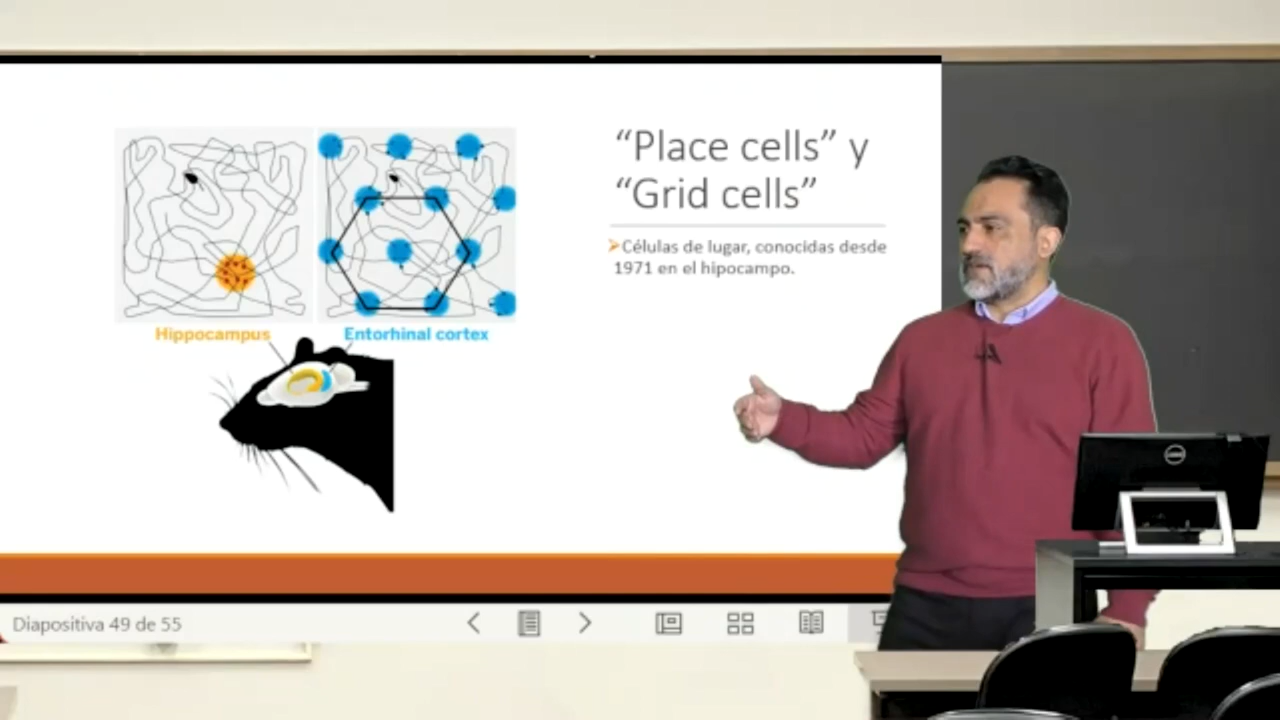 “Place cells” y
“Grid cells”
➢Células de lugar, conocidas desde
1971 en el hipocampo.
Hippocampus
Entorhinal cortex
Diapositiva 49 de 55
DELL